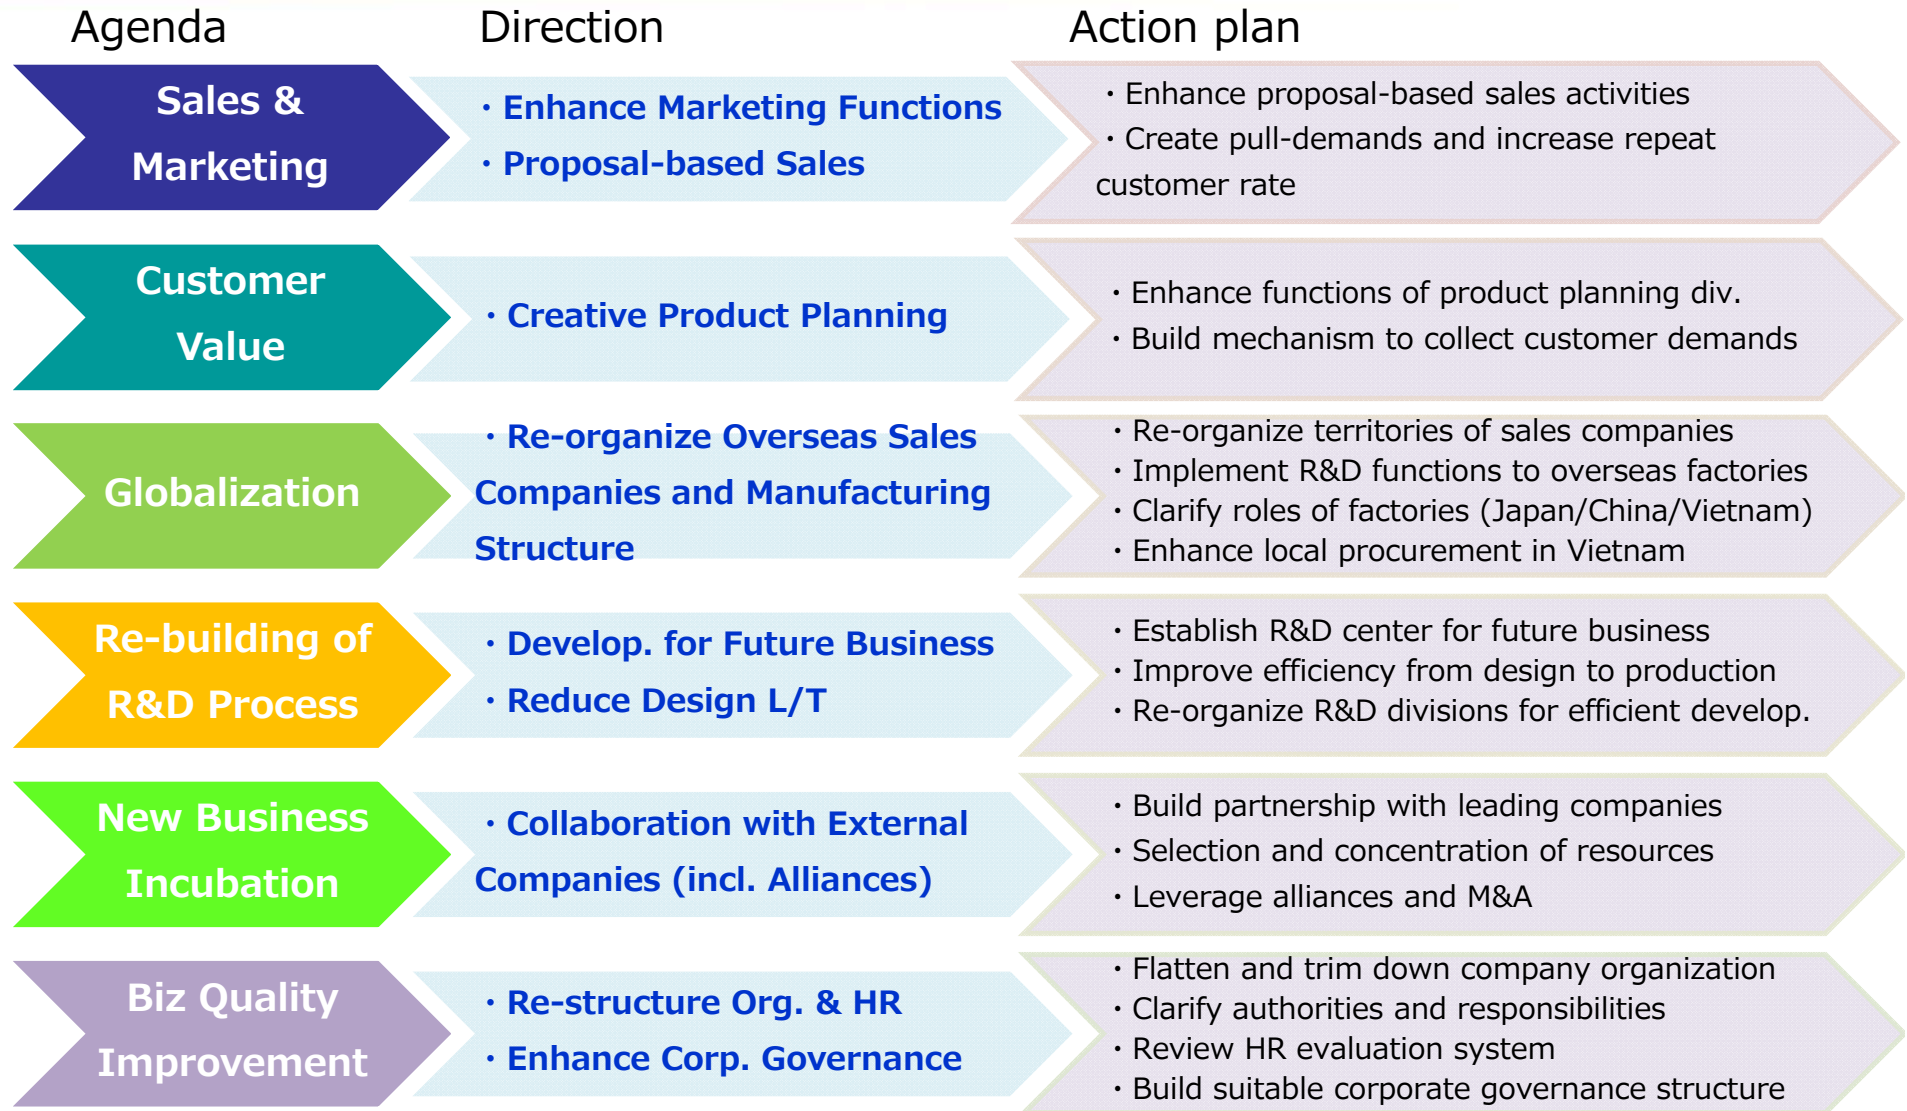 Agenda
Direction
Action plan
Sales &
Marketing
・Enhance Marketing Functions
・Proposal-based Sales
・Enhance proposal-based sales activities
・Create pull-demands and increase repeat
customer rate
Customer
Value
・Creative Product Planning
・Enhance functions of product planning div.
・Build mechanism to collect customer demands
Globalization
・Re-organize Overseas Sales
Companies and Manufacturing
Structure
・Re-organize territories of sales companies
・Implement R&D functions to overseas factories
・Clarify roles of factories (Japan/China/Vietnam)
・Enhance local procurement in Vietnam
Re-building of
R&D Process
・Develop. for Future Business
・Reduce Design L/T
・Establish R&D center for future business
・Improve efficiency from design to production
・Re-organize R&D divisions for efficient develop.
New Business
Incubation
・Collaboration with External
Companies (incl. Alliances)
・Build partnership with leading companies
・Selection and concentration of resources
・Leverage alliances and M&A
Biz Quality
Improvement
・Re-structure Org. & HR
・Enhance Corp. Governance
・Flatten and trim down company organization
・Clarify authorities and responsibilities
・Review HR evaluation system
・Build suitable corporate governance structure